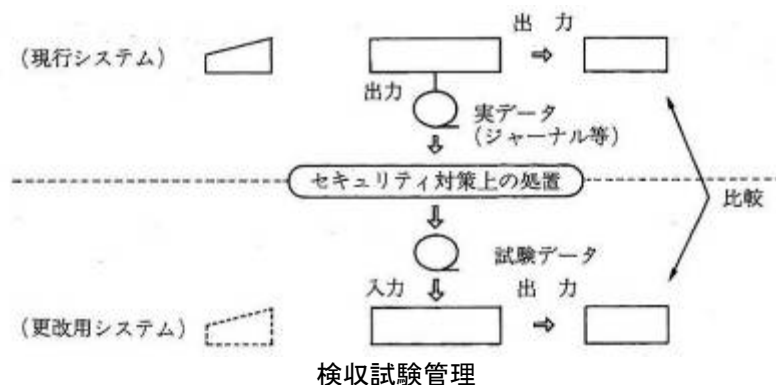 出 力
(現行システム)
出力
実データ
(ジャーナル等)
セキュリティ対策上の処置
比較
試験データ
入力
出 力
(更改用システム)
検収試験管理